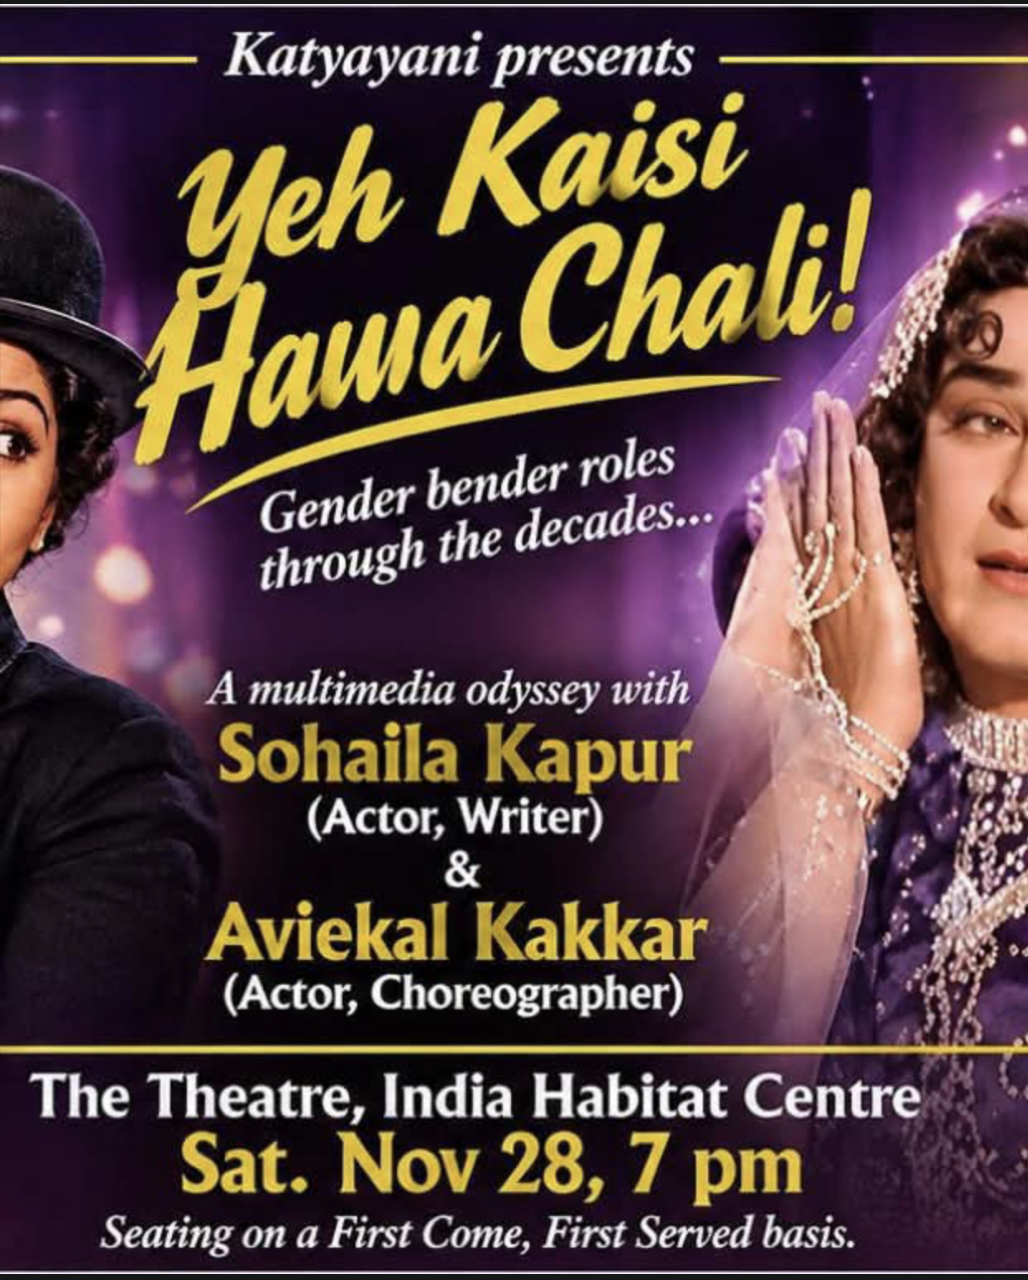 Katyayani presents
Yeh Kaisi
Hawa Chali!
Gender bender roles
through the decades...
A multimedia odyssey with
Sohaila Kapur
(Actor, Writer)
&
Aviekal Kakkar
(Actor, Choreographer)
The Theatre, India Habitat Centre
Sat. Nov 28, 7 pm
Seating on a First Come, First Served basis.